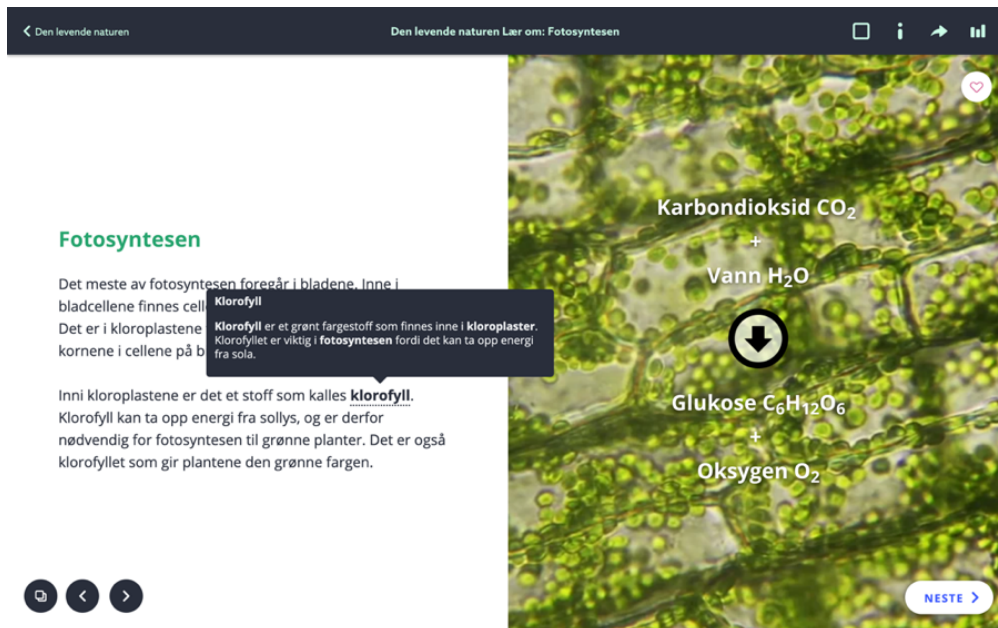 Den levende naturen
Den levende naturen Lær om: Fotosyntesen
Fotosyntesen
Det meste av fotosyntesen foregår i bladene. Inne i
bladcellene finnes cell
Det er i kloroplastene
kornene i cellene på b
Klorofyll
Klorofyll er et grønt fargestoff som finnes inne i kloroplaster.
Klorofyllet er viktig i fotosyntesen fordi det kan ta opp energi
fra sola.
Inni kloroplastene er det et stoff som kalles klorofyll.
Klorofyll kan ta opp energi fra sollys, og er derfor
nødvendig for fotosyntesen til grønne planter. Det er også
klorofyllet som gir plantene den grønne fargen.
Karbondioksid CO₂
+
Vann H₂O
Glukose C₆H₁₂O₆
+
Oksygen O₂
NESTE